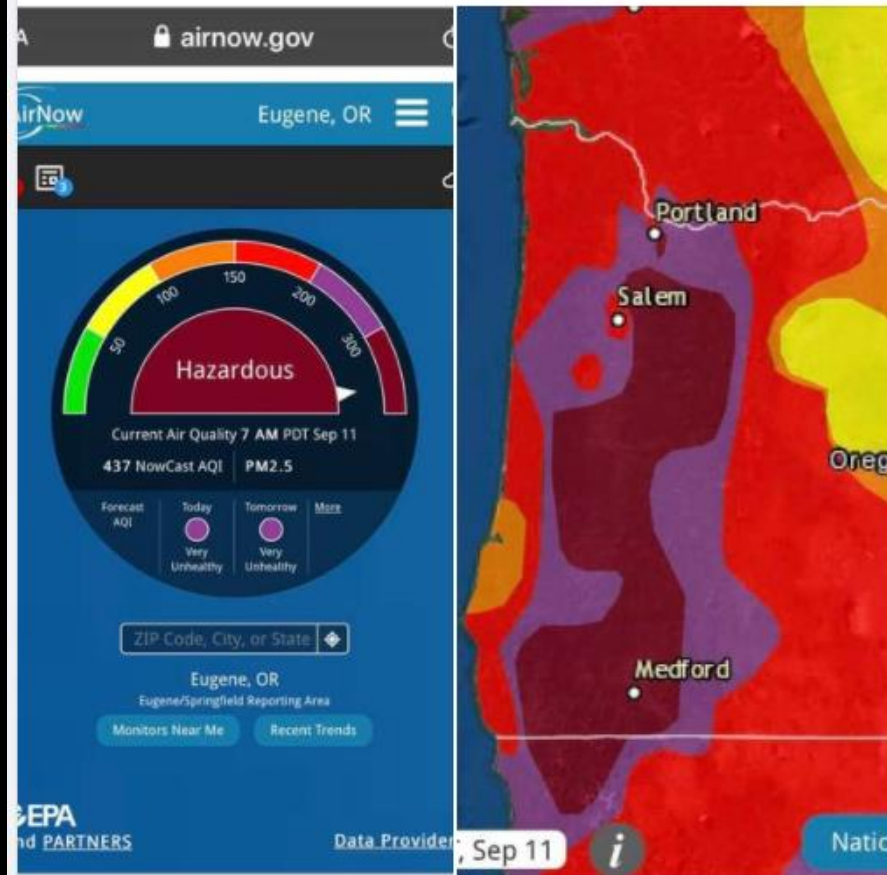 A airnow.gov
AirNow Eugene, OR
3
50
100
150
200
300
Hazardous
Current Air Quality 7 AM PDT Sep 11
437 NowCast AQI PM2.5
Forecast AQI
Today
Very Unhealthy
Tomorrow
Very Unhealthy
More
ZIP Code, City, or State
Eugene, OR
Eugene/Springfield Reporting Area
Monitors Near Me Recent Trends
EPA
nd PARTNERS Data Provider
Portland
Salem
Oreg
Medford
, Sep 11 i Natio